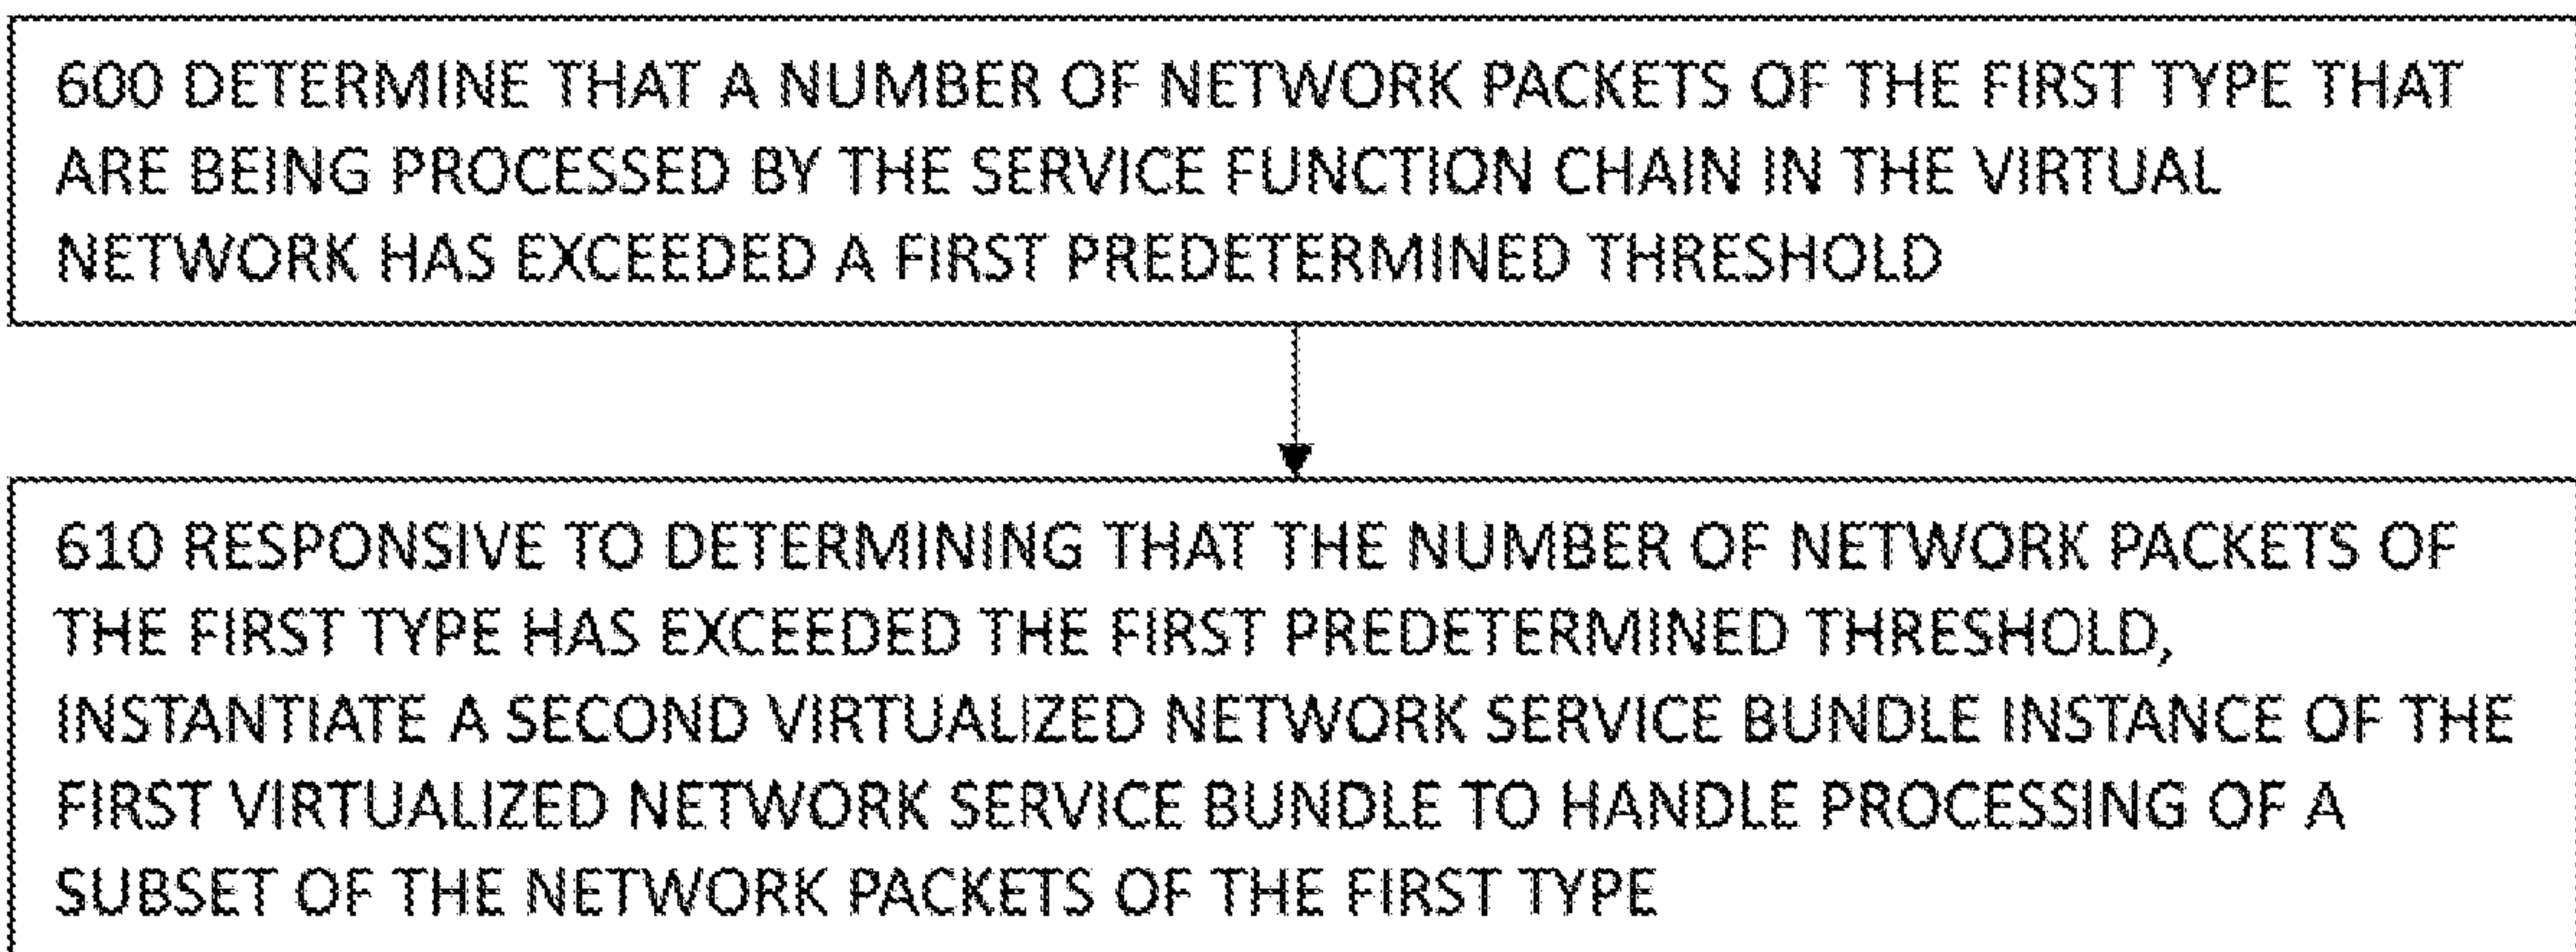 600 DETERMINE THAT A NUMBER OF NETWORK PACKETS OF THE FIRST TYPE THAT
ARE BEING PROCESSED BY THE SERVICE FUNCTION CHAIN IN THE VIRTUAL
NETWORK HAS EXCEEDED A FIRST PREDETERMINED THRESHOLD
610 RESPONSIVE TO DETERMINING THAT THE NUMBER OF NETWORK PACKETS OF
THE FIRST TYPE HAS EXCEEDED THE FIRST PREDETERMINED THRESHOLD,
INSTANTIATE A SECOND VIRTUALIZED NETWORK SERVICE BUNDLE INSTANCE OF THE
FIRST VIRTUALIZED NETWORK SERVICE BUNDLE TO HANDLE PROCESSING OF A
SUBSET OF THE NETWORK PACKETS OF THE FIRST TYPE